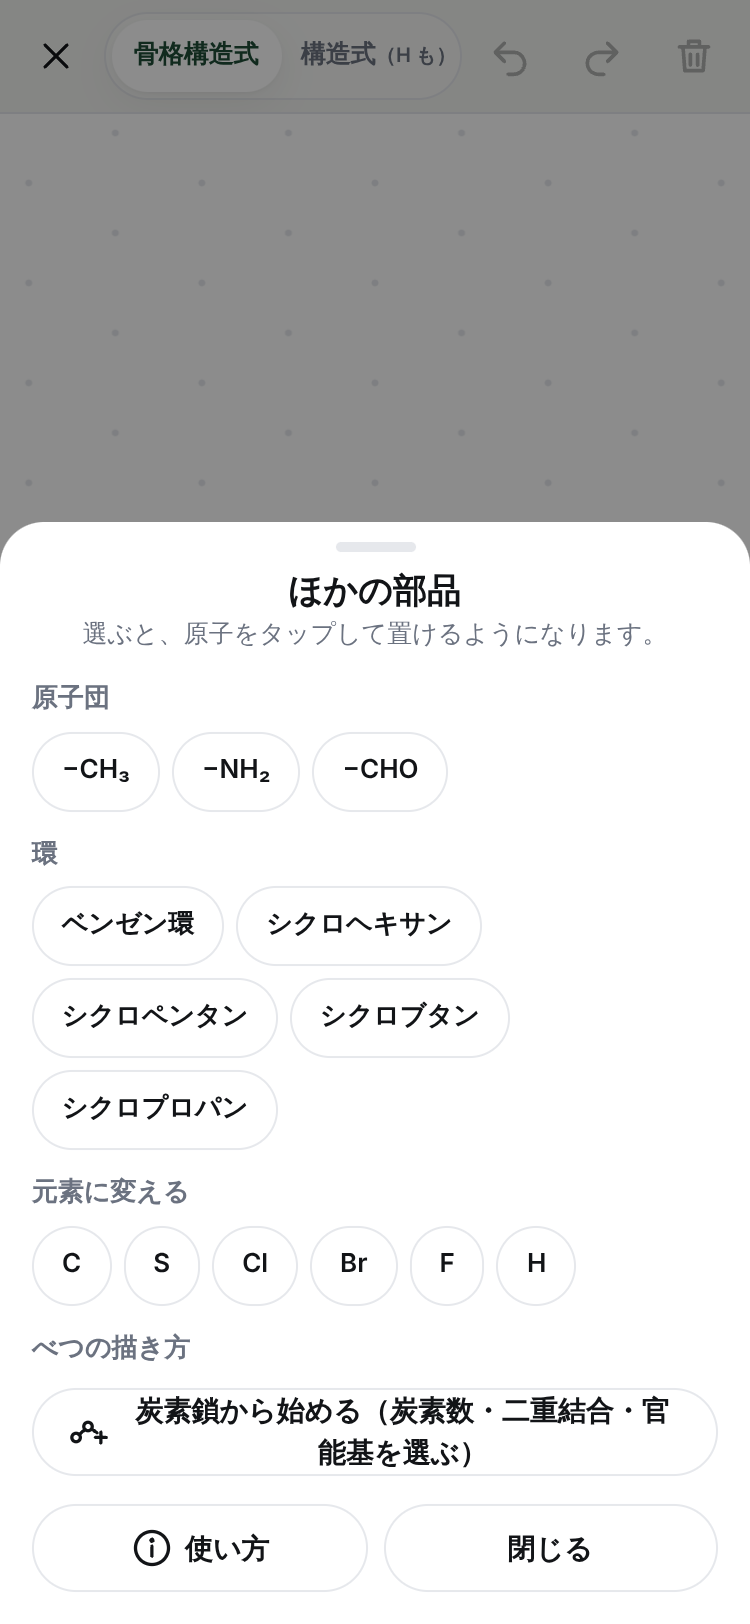 骨格構造式 構造式（H も）
ほかの部品
選ぶと、原子をタップして置けるようになります。
原子団
−CH₃ −NH₂ −CHO
環
ベンゼン環 シクロヘキサン
シクロペンタン シクロブタン
シクロプロパン
元素に変える
C S Cl Br F H
べつの描き方
炭素鎖から始める（炭素数・二重結合・官
能基を選ぶ）
使い方 閉じる